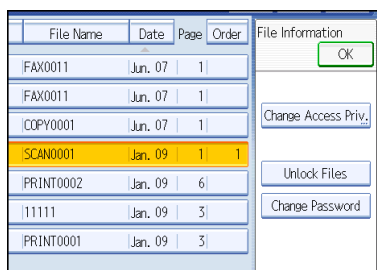 File Name Date Page Order File Information
OK
FAX0011 Jun. 07 1
FAX0011 Jun. 07 1
COPY0001 Jun. 07 1
Change Access Priv.
SCAN0001 Jan. 09 1 1
Unlock Files
PRINT0002 Jan. 09 6
Change Password
11111 Jan. 09 3
PRINT0001 Jan. 09 3